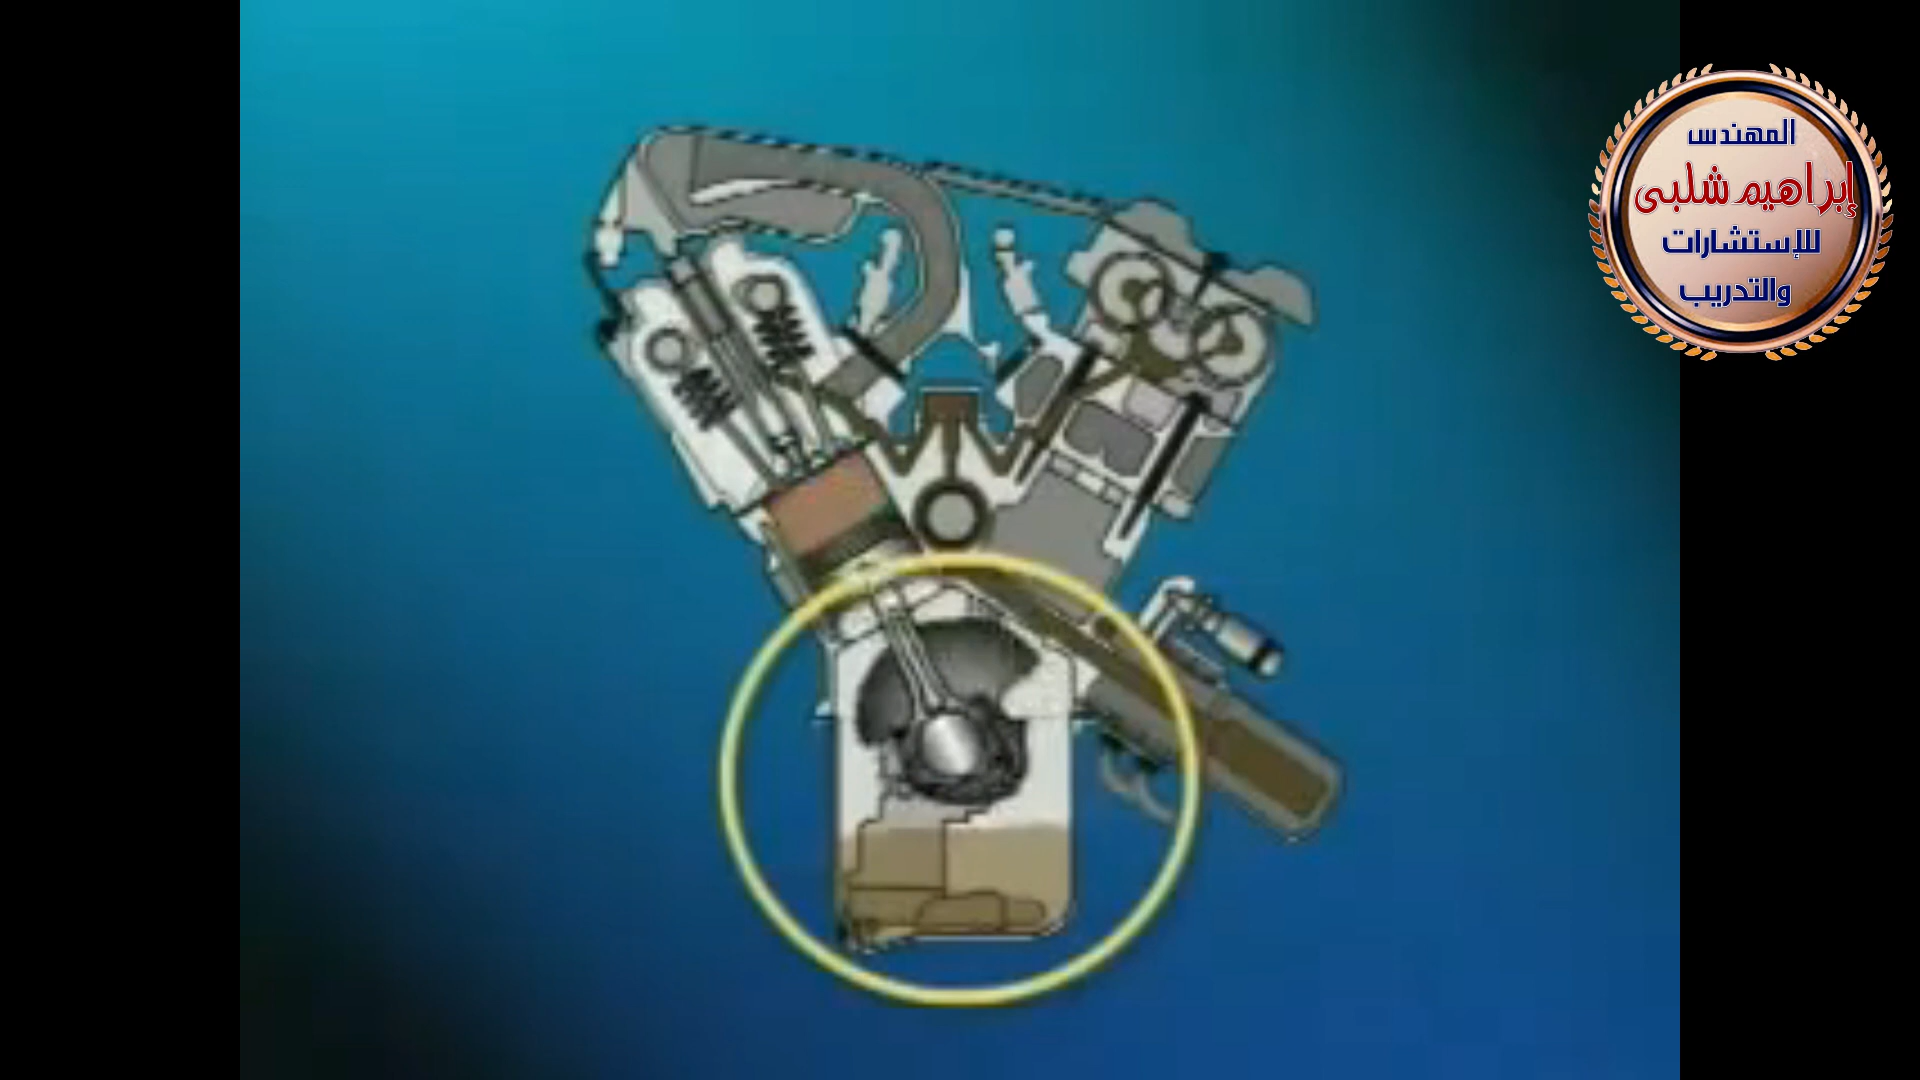 المهندس
إبراهيم شلبى
للإستشارات
والتدريب